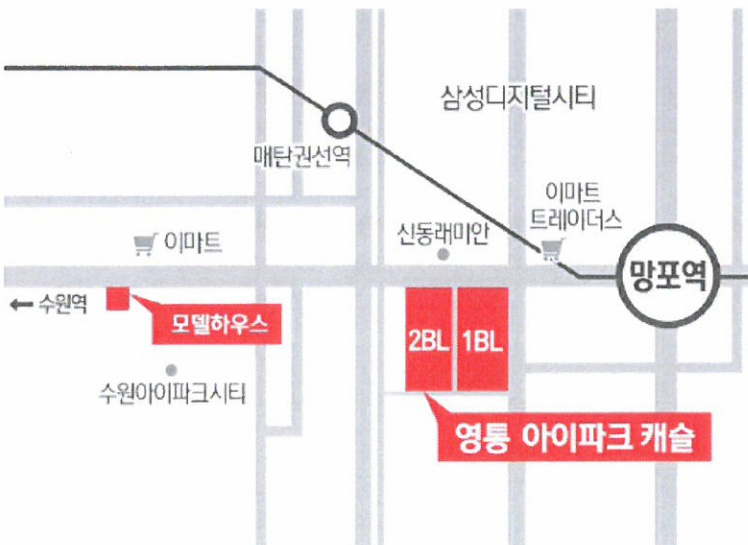 삼성디지털시티
매탄권선역
이마트
트레이더스
신동래미안
이마트
망포역
← 수원역
모델하우스
2BL
1BL
수원아이파크시티
영통 아이파크 캐슬